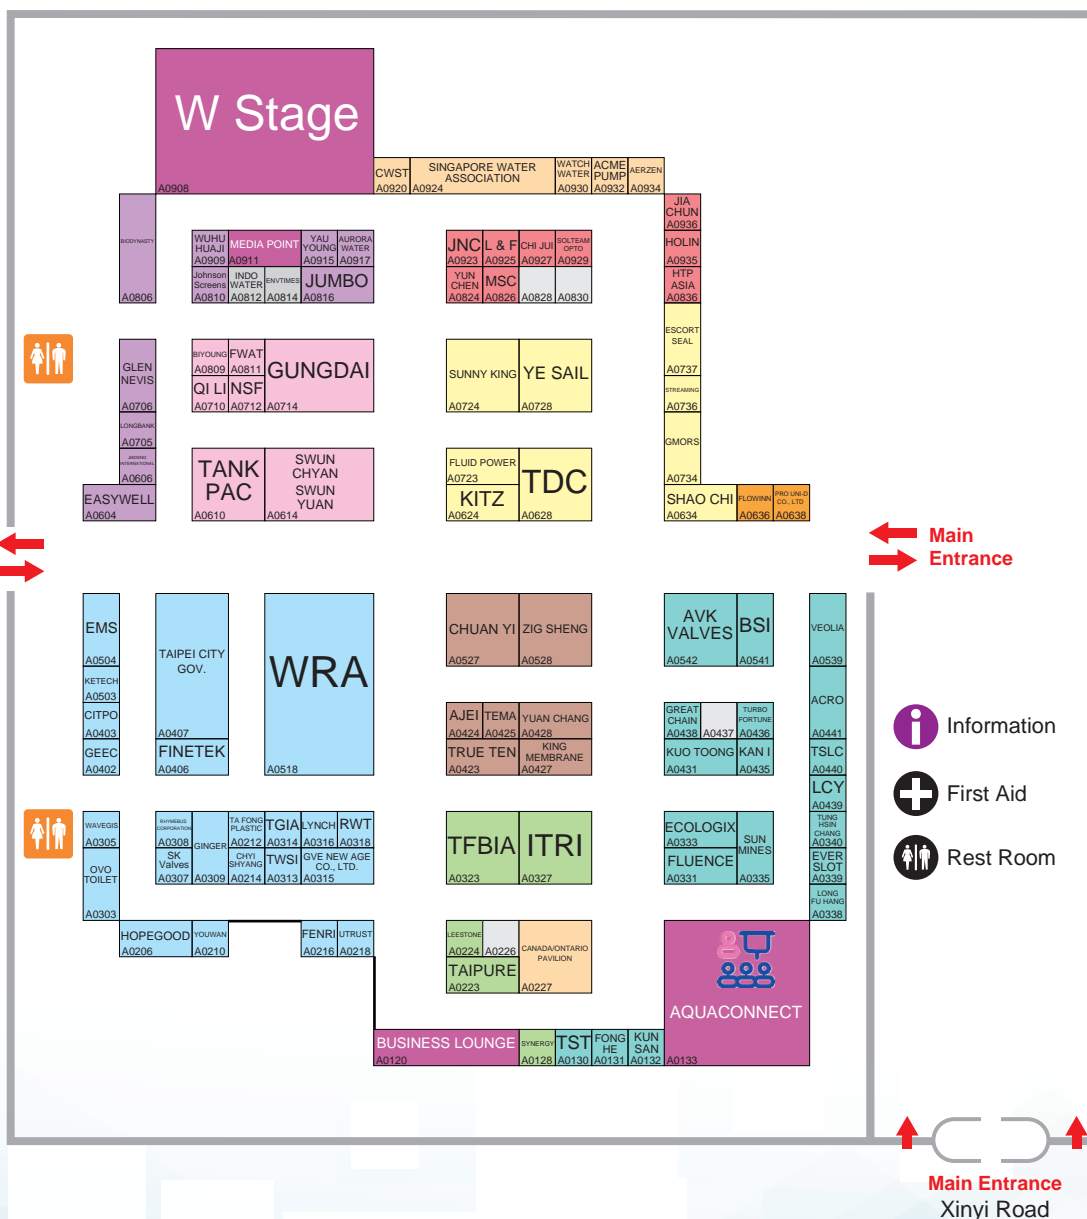 W Stage
A0908
CWST
A0920
SINGAPORE WATER
ASSOCIATION
A0924
WATCH
WATER
A0930
ACME
PUMP
A0932
AERZEN
A0934
BIODYNASTY
A0806
WUHU
HUAJI
A0909
MEDIA POINT
A0911
YAU
YOUNG
A0915
AURORA
WATER
A0917
Johnson
Screens
A0810
INDO
WATER
A0812
ENVTIMES
A0814
JUMBO
A0816
JNC
A0923
L & F
A0925
CHI JUI
A0927
SOLTEAM
OPTO
A0929
YUN
CHEN
A0824
MSC
A0826
A0828
A0830
JIA
CHUN
A0936
HOLIN
A0935
HTP
ASIA
A0836
ESCORT
SEAL
A0737
STREAMING
A0736
GMORS
A0734
GLEN
NEVIS
A0706
LONGBANK
A0705
INTERNATIONAL
A0606
EASYWELL
A0604
BIYOUNG
A0809
FWAT
A0811
QI LI
A0710
NSF
A0712
GUNGDAI
A0714
SUNNY KING
A0724
YE SAIL
A0728
TANK
PAC
A0610
SWUN
CHYAN
SWUN
YUAN
A0614
FLUID POWER
A0723
KITZ
A0624
TDC
A0628
SHAO CHI
A0634
FLOWINN
A0636
PRO UNI-D
CO., LTD
A0638
Main
Entrance
EMS
A0504
KETECH
A0503
CITPO
A0403
GEEC
A0402
TAIPEI CITY
GOV.
A0407
FINETEK
A0406
WRA
A0518
CHUAN YI
A0527
ZIG SHENG
A0528
AJEI
A0424
TEMA
A0425
YUAN CHANG
A0428
TRUE TEN
A0423
KING
MEMBRANE
A0427
AVK
VALVES
A0542
BSI
A0541
GREAT
CHAIN
A0438
A0437
TURBO
FORTUNE
A0436
KUO TOONG
A0431
KAN I
A0435
VEOLIA
A0539
ACRO
A0441
TSLC
A0440
LCY
A0439
TUNG
HSIN
CHANG
A0340
EVER
SLOT
A0339
LONG
FU HANG
A0338
Information
First Aid
Rest Room
WAVEGIS
A0305
OVO
TOILET
A0303
RHYMEBUS
CORPORATION
A0308
SK
Valves
A0307
GINGER
A0309
TA FONG
PLASTIC
A0212
CHYI
SHYANG
A0214
TGIA
A0314
TWSI
A0313
LYNCH
A0316
RWT
A0318
GVE NEW AGE
CO., LTD.
A0315
TFBIA
A0323
ITRI
A0327
ECOLOGIX
A0333
FLUENCE
A0331
SUN
MINES
A0335
HOPEGOOD
A0206
YOUWAN
A0210
FENRI
A0216
UTRUST
A0218
LEESTONE
A0224
A0226
TAIPURE
A0223
CANADA/ONTARIO
PAVILION
A0227
AQUACONNECT
A0133
BUSINESS LOUNGE
A0120
SYNERGY
A0128
TST
A0130
FONG
HE
A0131
KUN
SAN
A0132
Main Entrance
Xinyi Road